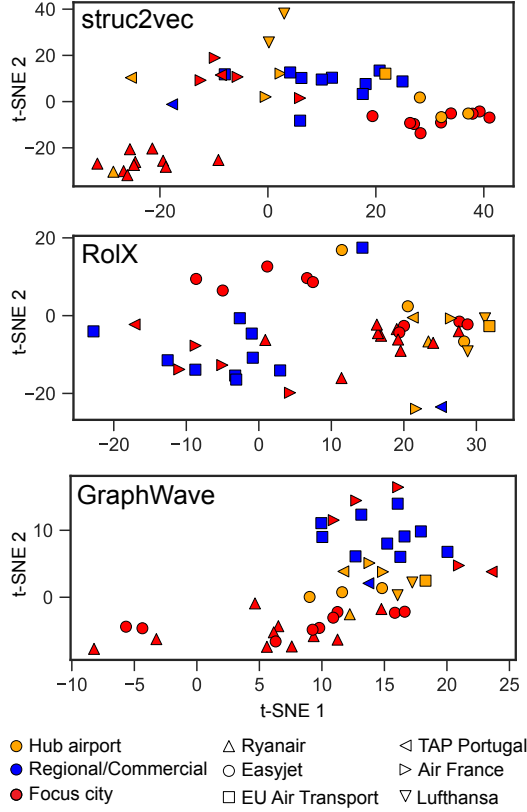 struc2vec
t-SNE 2
40
20
0
−20
−20
0
20
40
RolX
t-SNE 2
20
0
−20
−20
−10
0
10
20
30
GraphWave
t-SNE 2
10
0
−10
−5
0
5
10
15
20
25
t-SNE 1
Hub airport
Regional/Commercial
Focus city
Ryanair
Easyjet
EU Air Transport
TAP Portugal
Air France
Lufthansa